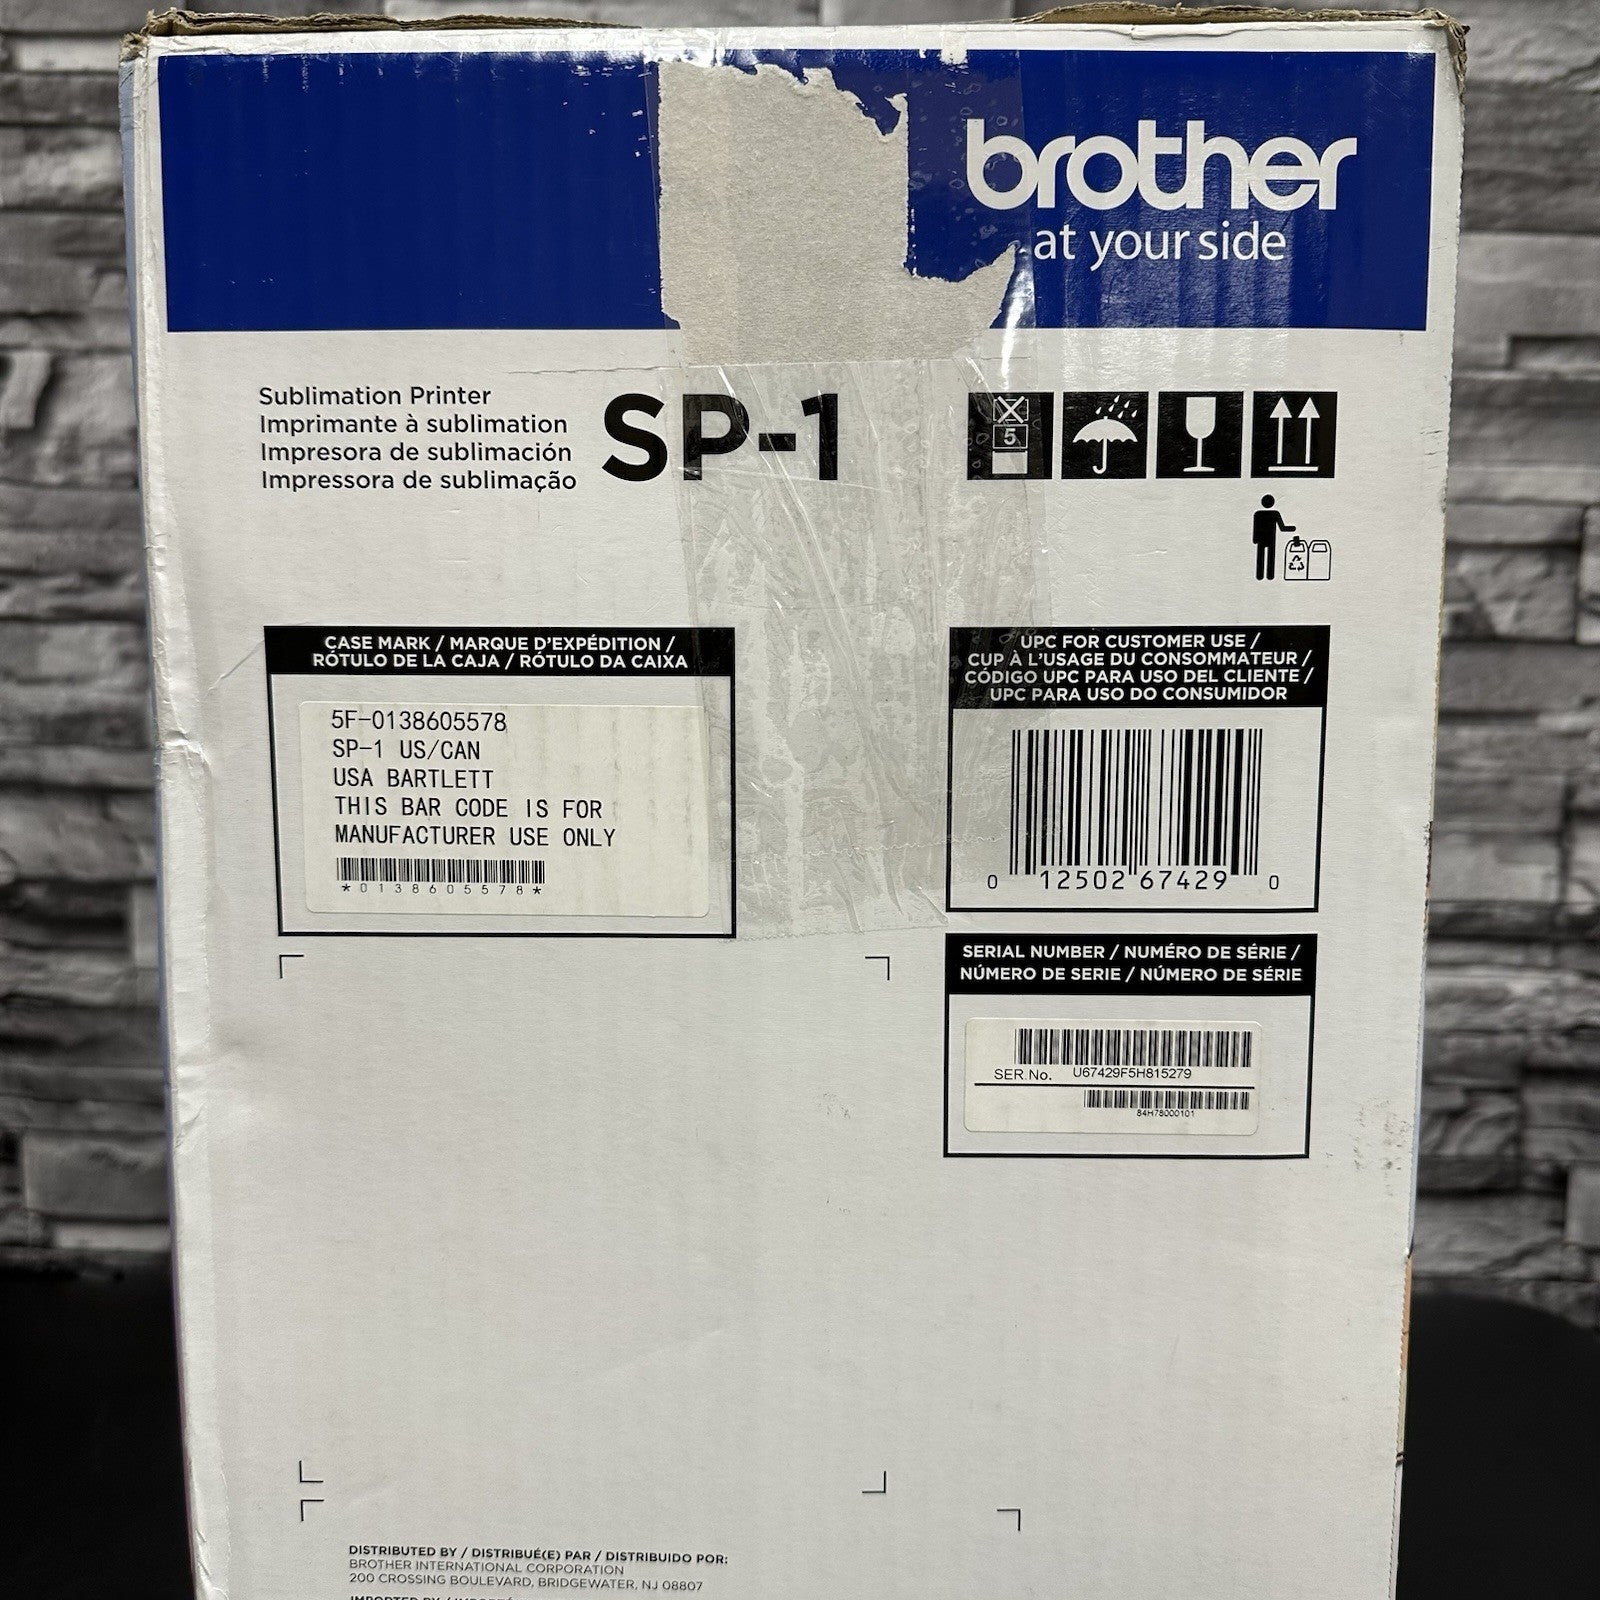 brother
at your side
Sublimation Printer
Imprimante à sublimation
Impresora de sublimación
Impressora de sublimação
SP-1
5
CASE MARK / MARQUE D'EXPÉDITION /
RÓTULO DE LA CAJA / RÓTULO DA CAIXA
5F-0138605578
SP-1 US/CAN
USA BARTLETT
THIS BAR CODE IS FOR
MANUFACTURER USE ONLY
*0138605578*
UPC FOR CUSTOMER USE /
CUP À L'USAGE DU CONSOMMATEUR /
CÓDIGO UPC PARA USO DEL CLIENTE /
UPC PARA USO DO CONSUMIDOR
0 12502 67429 0
SERIAL NUMBER / NUMÉRO DE SÉRIE /
NÚMERO DE SERIE / NÚMERO DE SÉRIE
SER.No. U67429F5H815279
84H78000101
DISTRIBUTED BY / DISTRIBUÉ(E) PAR / DISTRIBUIDO POR:
BROTHER INTERNATIONAL CORPORATION
200 CROSSING BOULEVARD, BRIDGEWATER, NJ 08807